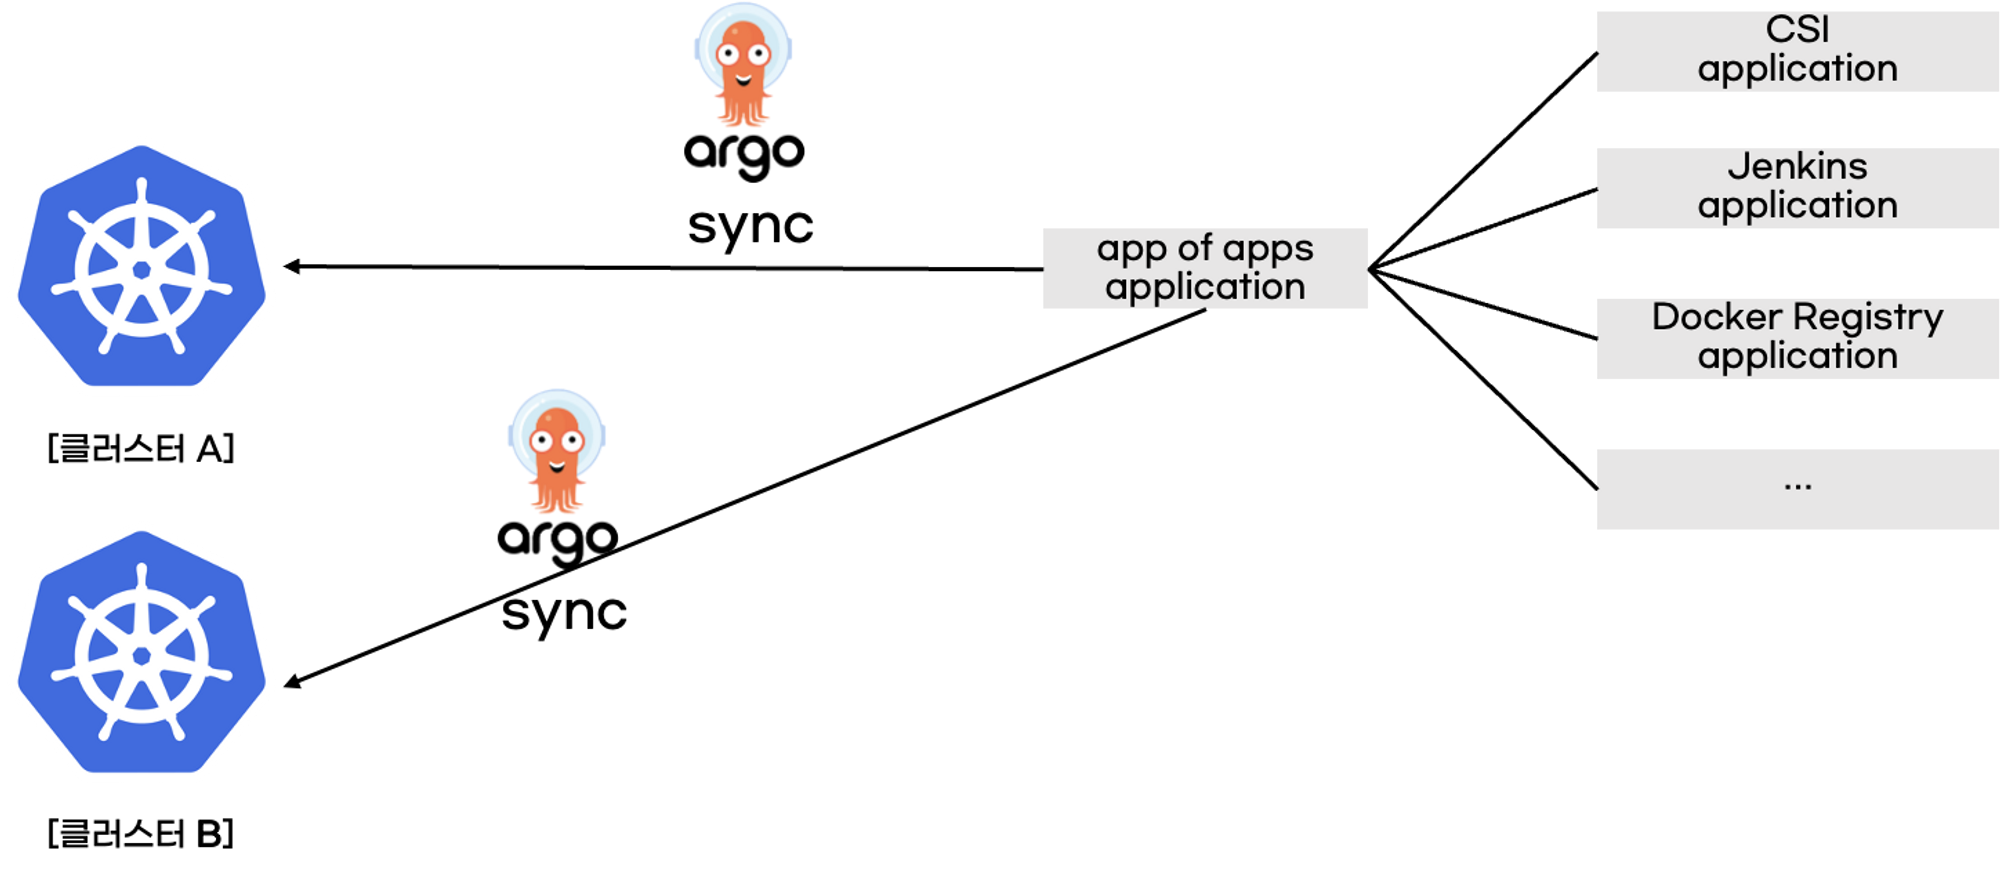 argo
sync
[클러스터 A]
app of apps
application
CSI
application
Jenkins
application
Docker Registry
application
...
argo
sync
[클러스터 B]